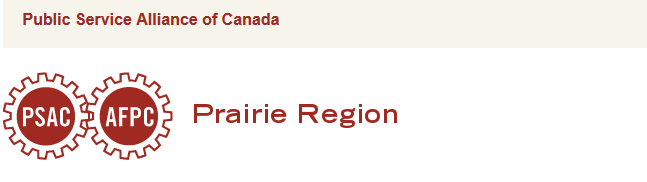 Public Service Alliance of Canada
PSAC AFPC Prairie Region